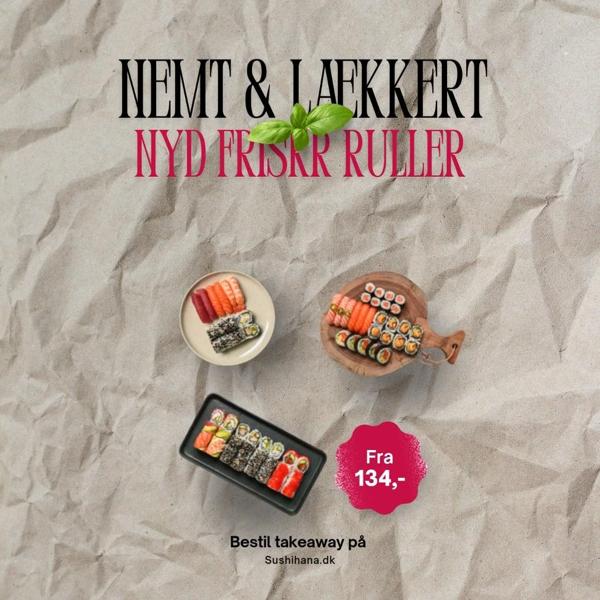 NEMT & LÆKKERT
NYD FRISKR RULLER
Fra
134,-
Bestil takeaway på
Sushihana.dk